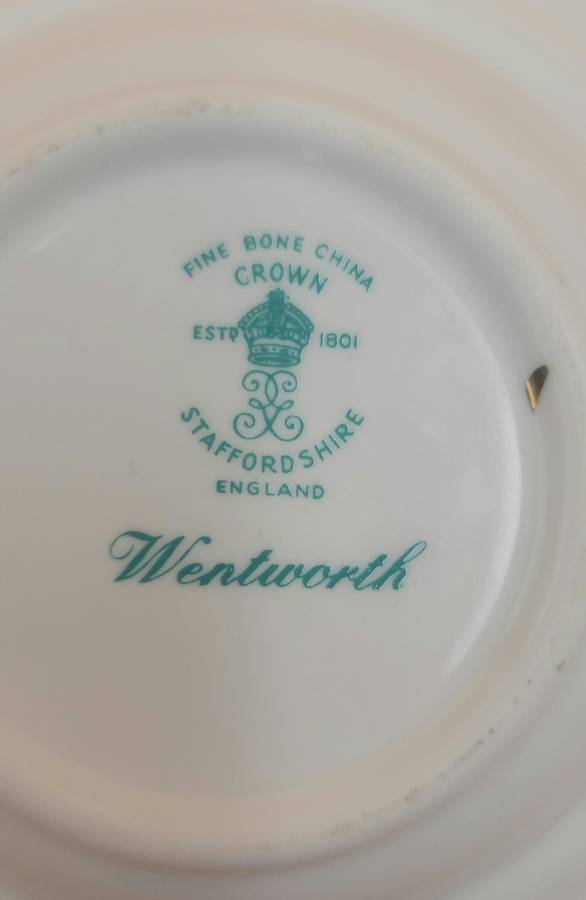 FINE BONE CHINA
CROWN
ESTD 1801
STAFFORDSHIRE
ENGLAND
Wentworth